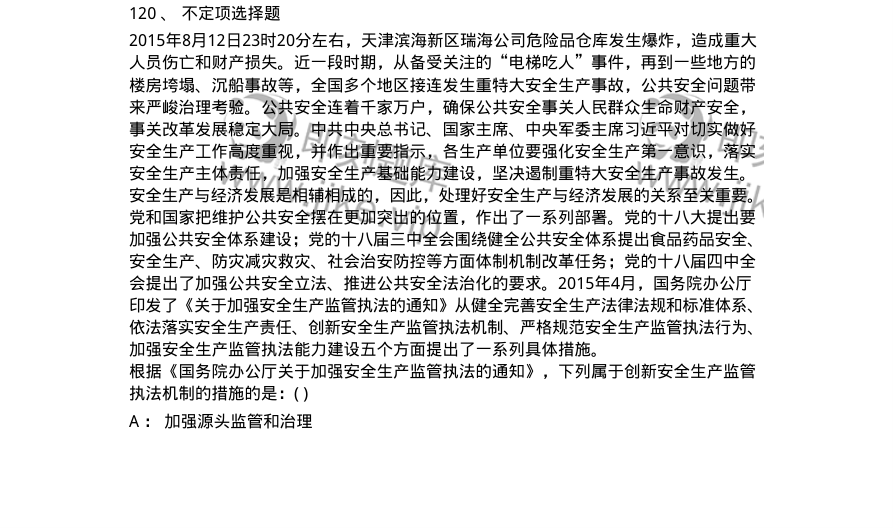 120 、 不定项选择题
2015年8月12日23时20分左右，天津滨海新区瑞海公司危险品仓库发生爆炸，造成重大
人员伤亡和财产损失。近一段时期，从备受关注的“电梯吃人”事件，再到一些地方的
楼房垮塌、沉船事故等，全国多个地区接连发生重特大安全生产事故，公共安全问题带
来严峻治理考验。公共安全连着千家万户，确保公共安全事关人民群众生命财产安全，
事关改革发展稳定大局。中共中央总书记、国家主席、中央军委主席习近平对切实做好
安全生产工作高度重视，并作出重要指示，各生产单位要强化安全生产第一意识，落实
安全生产主体责任，加强安全生产基础能力建设，坚决遏制重特大安全生产事故发生。
安全生产与经济发展是相辅相成的，因此，处理好安全生产与经济发展的关系至关重要。
党和国家把维护公共安全摆在更加突出的位置，作出了一系列部署。党的十八大提出要
加强公共安全体系建设；党的十八届三中全会围绕健全公共安全体系提出食品药品安全、
安全生产、防灾减灾救灾、社会治安防控等方面体制机制改革任务；党的十八届四中全
会提出了加强公共安全立法、推进公共安全法治化的要求。2015年4月，国务院办公厅
印发了《关于加强安全生产监管执法的通知》从健全完善安全生产法律法规和标准体系、
依法落实安全生产责任、创新安全生产监管执法机制、严格规范安全生产监管执法行为、
加强安全生产监管执法能力建设五个方面提出了一系列具体措施。
根据《国务院办公厅关于加强安全生产监管执法的通知》，下列属于创新安全生产监管
执法机制的措施的是：( )
A ： 加强源头监管和治理